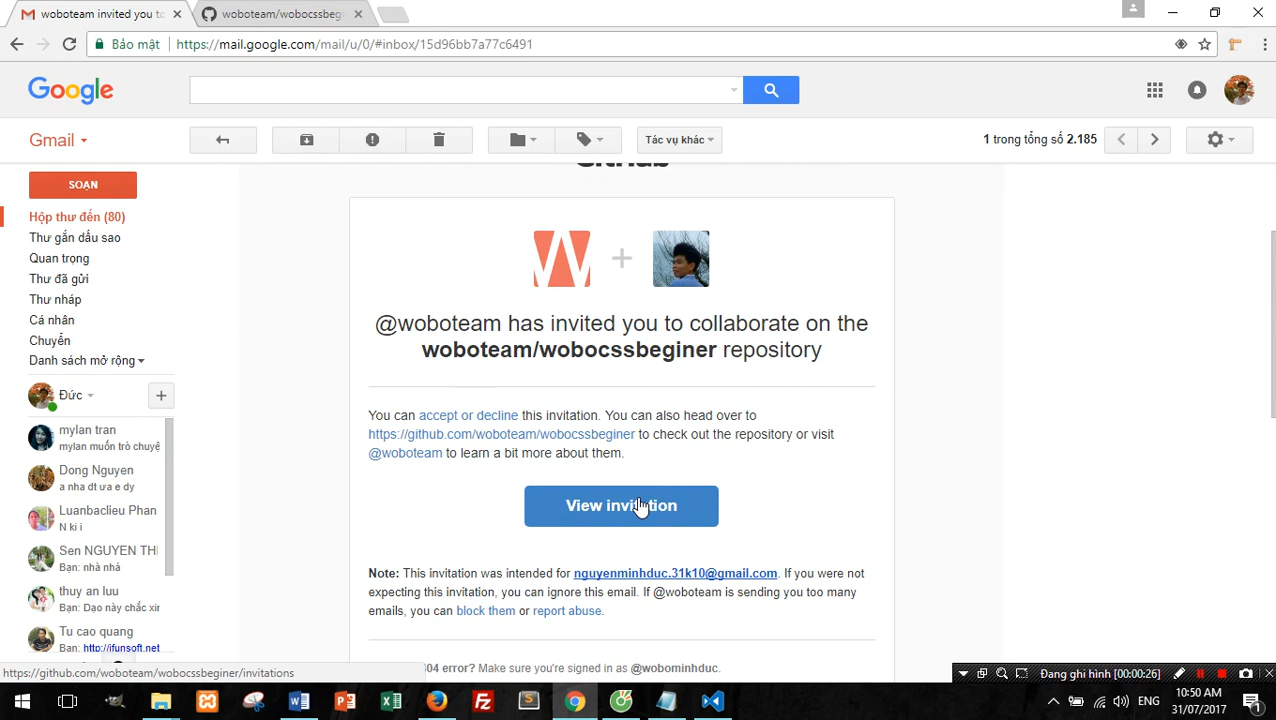 woboteam invited you to
woboteam/wobocssbegin
Bảo mật
https://mail.google.com/mail/u/0/#inbox/15d96bb7a77c6491
Google
Gmail
Tác vụ khác
1 trong tổng số 2.185
SOẠN
Hộp thư đến (80)
Thư gắn dấu sao
Quan trọng
Thư đã gửi
Thư nháp
Cá nhân
Chuyển
Danh sách mở rộng
Đức
mylan tran
mylan muốn trò chuyệ
Dong Nguyen
a nha dt ưa e dy
Luanbaclieu Phan
N ki i
Sen NGUYEN THI
Bạn: nhà nhá
thuy an luu
Bạn: Dạo này chắc xin
Tu cao quang
Ban: http://ifunsoft.net
GitHub
@woboteam has invited you to collaborate on the
woboteam/wobocssbeginer repository
You can accept or decline this invitation. You can also head over to
https://github.com/woboteam/wobocssbeginer to check out the repository or visit
@woboteam to learn a bit more about them.
View invitation
Note: This invitation was intended for nguyenminhduc.31k10@gmail.com. If you were not
expecting this invitation, you can ignore this email. If @woboteam is sending you too many
emails, you can block them or report abuse.
404 error? Make sure you're signed in as @wobominhduc.
https://github.com/woboteam/wobocssbeginer/invitations
Đang ghi hình [00:00:26]
ENG
10:50 AM
31/07/2017